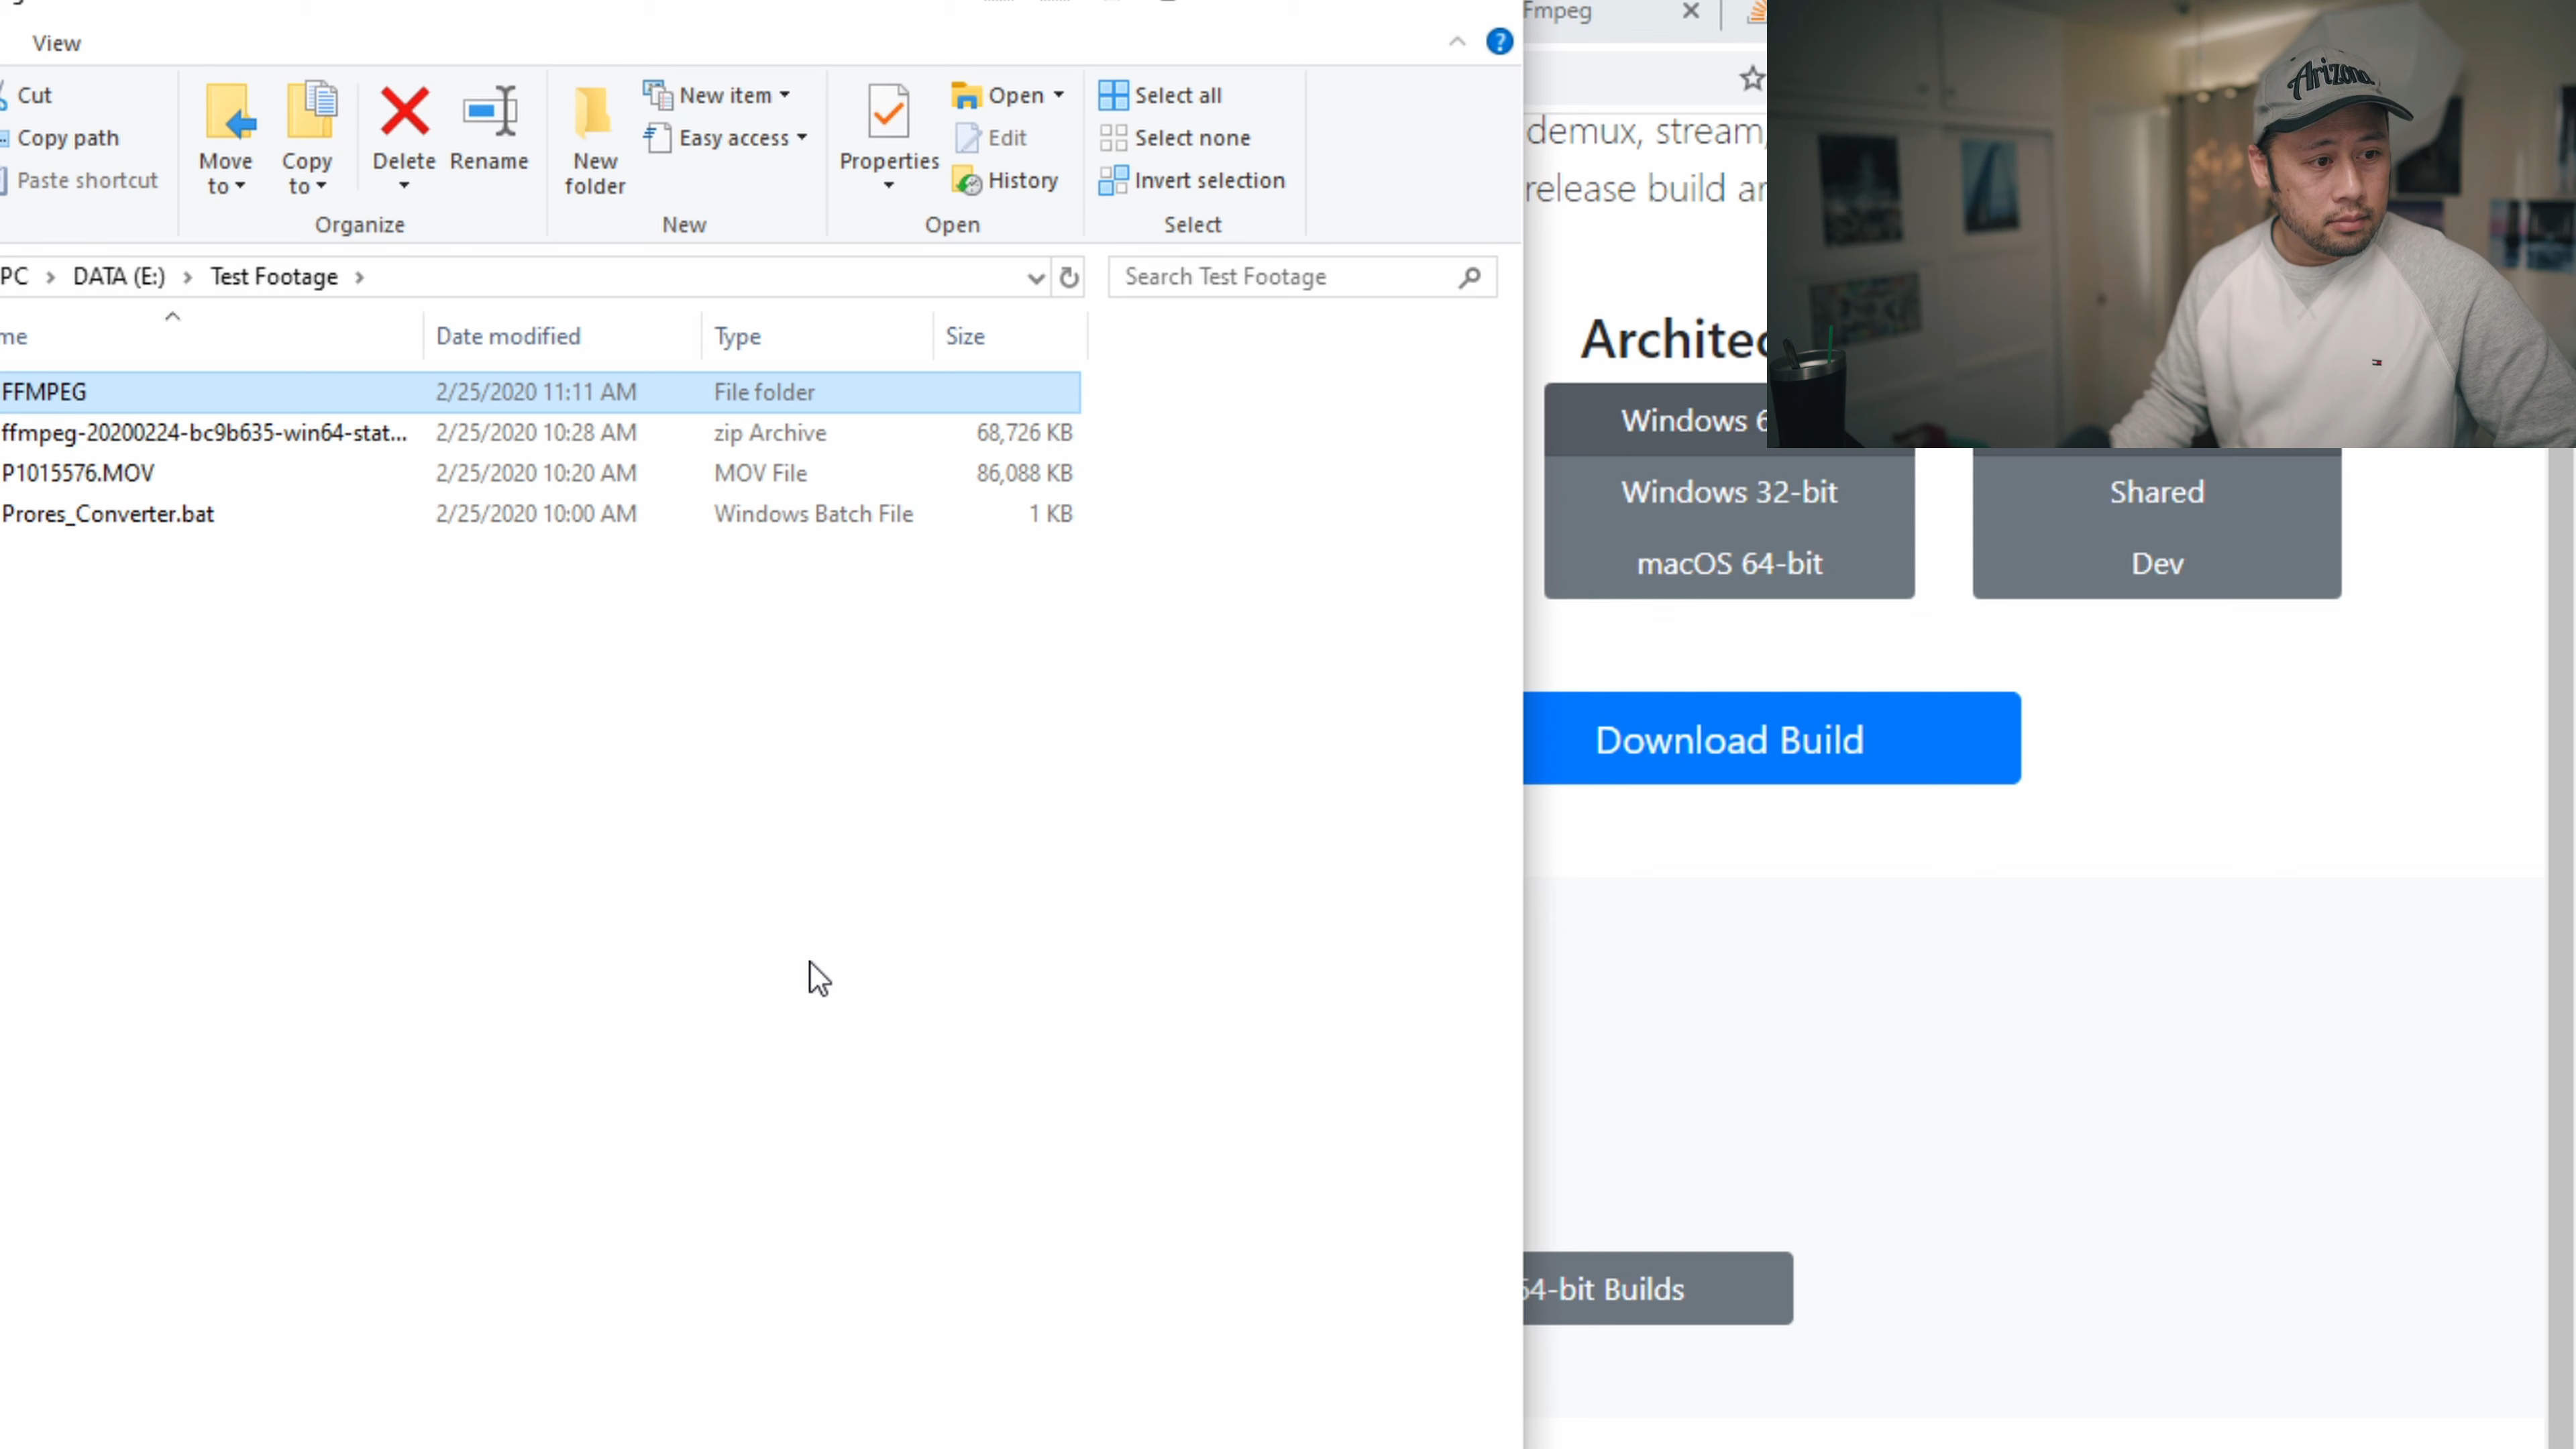 View
Cut
Copy path
Paste shortcut
Move to
Copy to
Delete
Rename
Organize
New folder
New item
Easy access
New
Properties
Open
Edit
History
Open
Select all
Select none
Invert selection
Select
PC > DATA (E:) > Test Footage >
Search Test Footage
me
Date modified
Type
Size
FFMPEG 2/25/2020 11:11 AM File folder
ffmpeg-20200224-bc9b635-win64-stat... 2/25/2020 10:28 AM zip Archive 68,726 KB
P1015576.MOV 2/25/2020 10:20 AM MOV File 86,088 KB
Prores_Converter.bat 2/25/2020 10:00 AM Windows Batch File 1 KB
Fmpeg
demux, stream,
release build ar
Architec
Windows 6
Windows 32-bit
macOS 64-bit
Shared
Dev
Download Build
64-bit Builds
Arizona